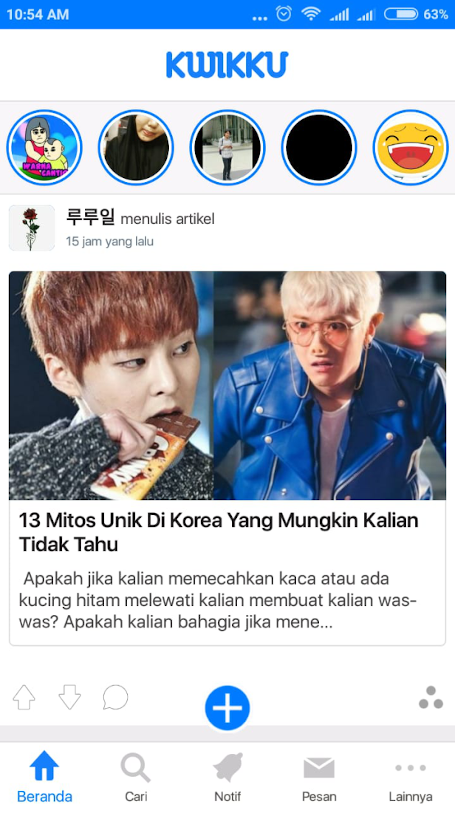 10:54 AM
63%
KWIKKU
WARNA
CANTIK
루루일 menulis artikel
15 jam yang lalu
13 Mitos Unik Di Korea Yang Mungkin Kalian
Tidak Tahu
Apakah jika kalian memecahkan kaca atau ada
kucing hitam melewati kalian membuat kalian was-
was? Apakah kalian bahagia jika mene...
Beranda
Cari
Notif
Pesan
Lainnya